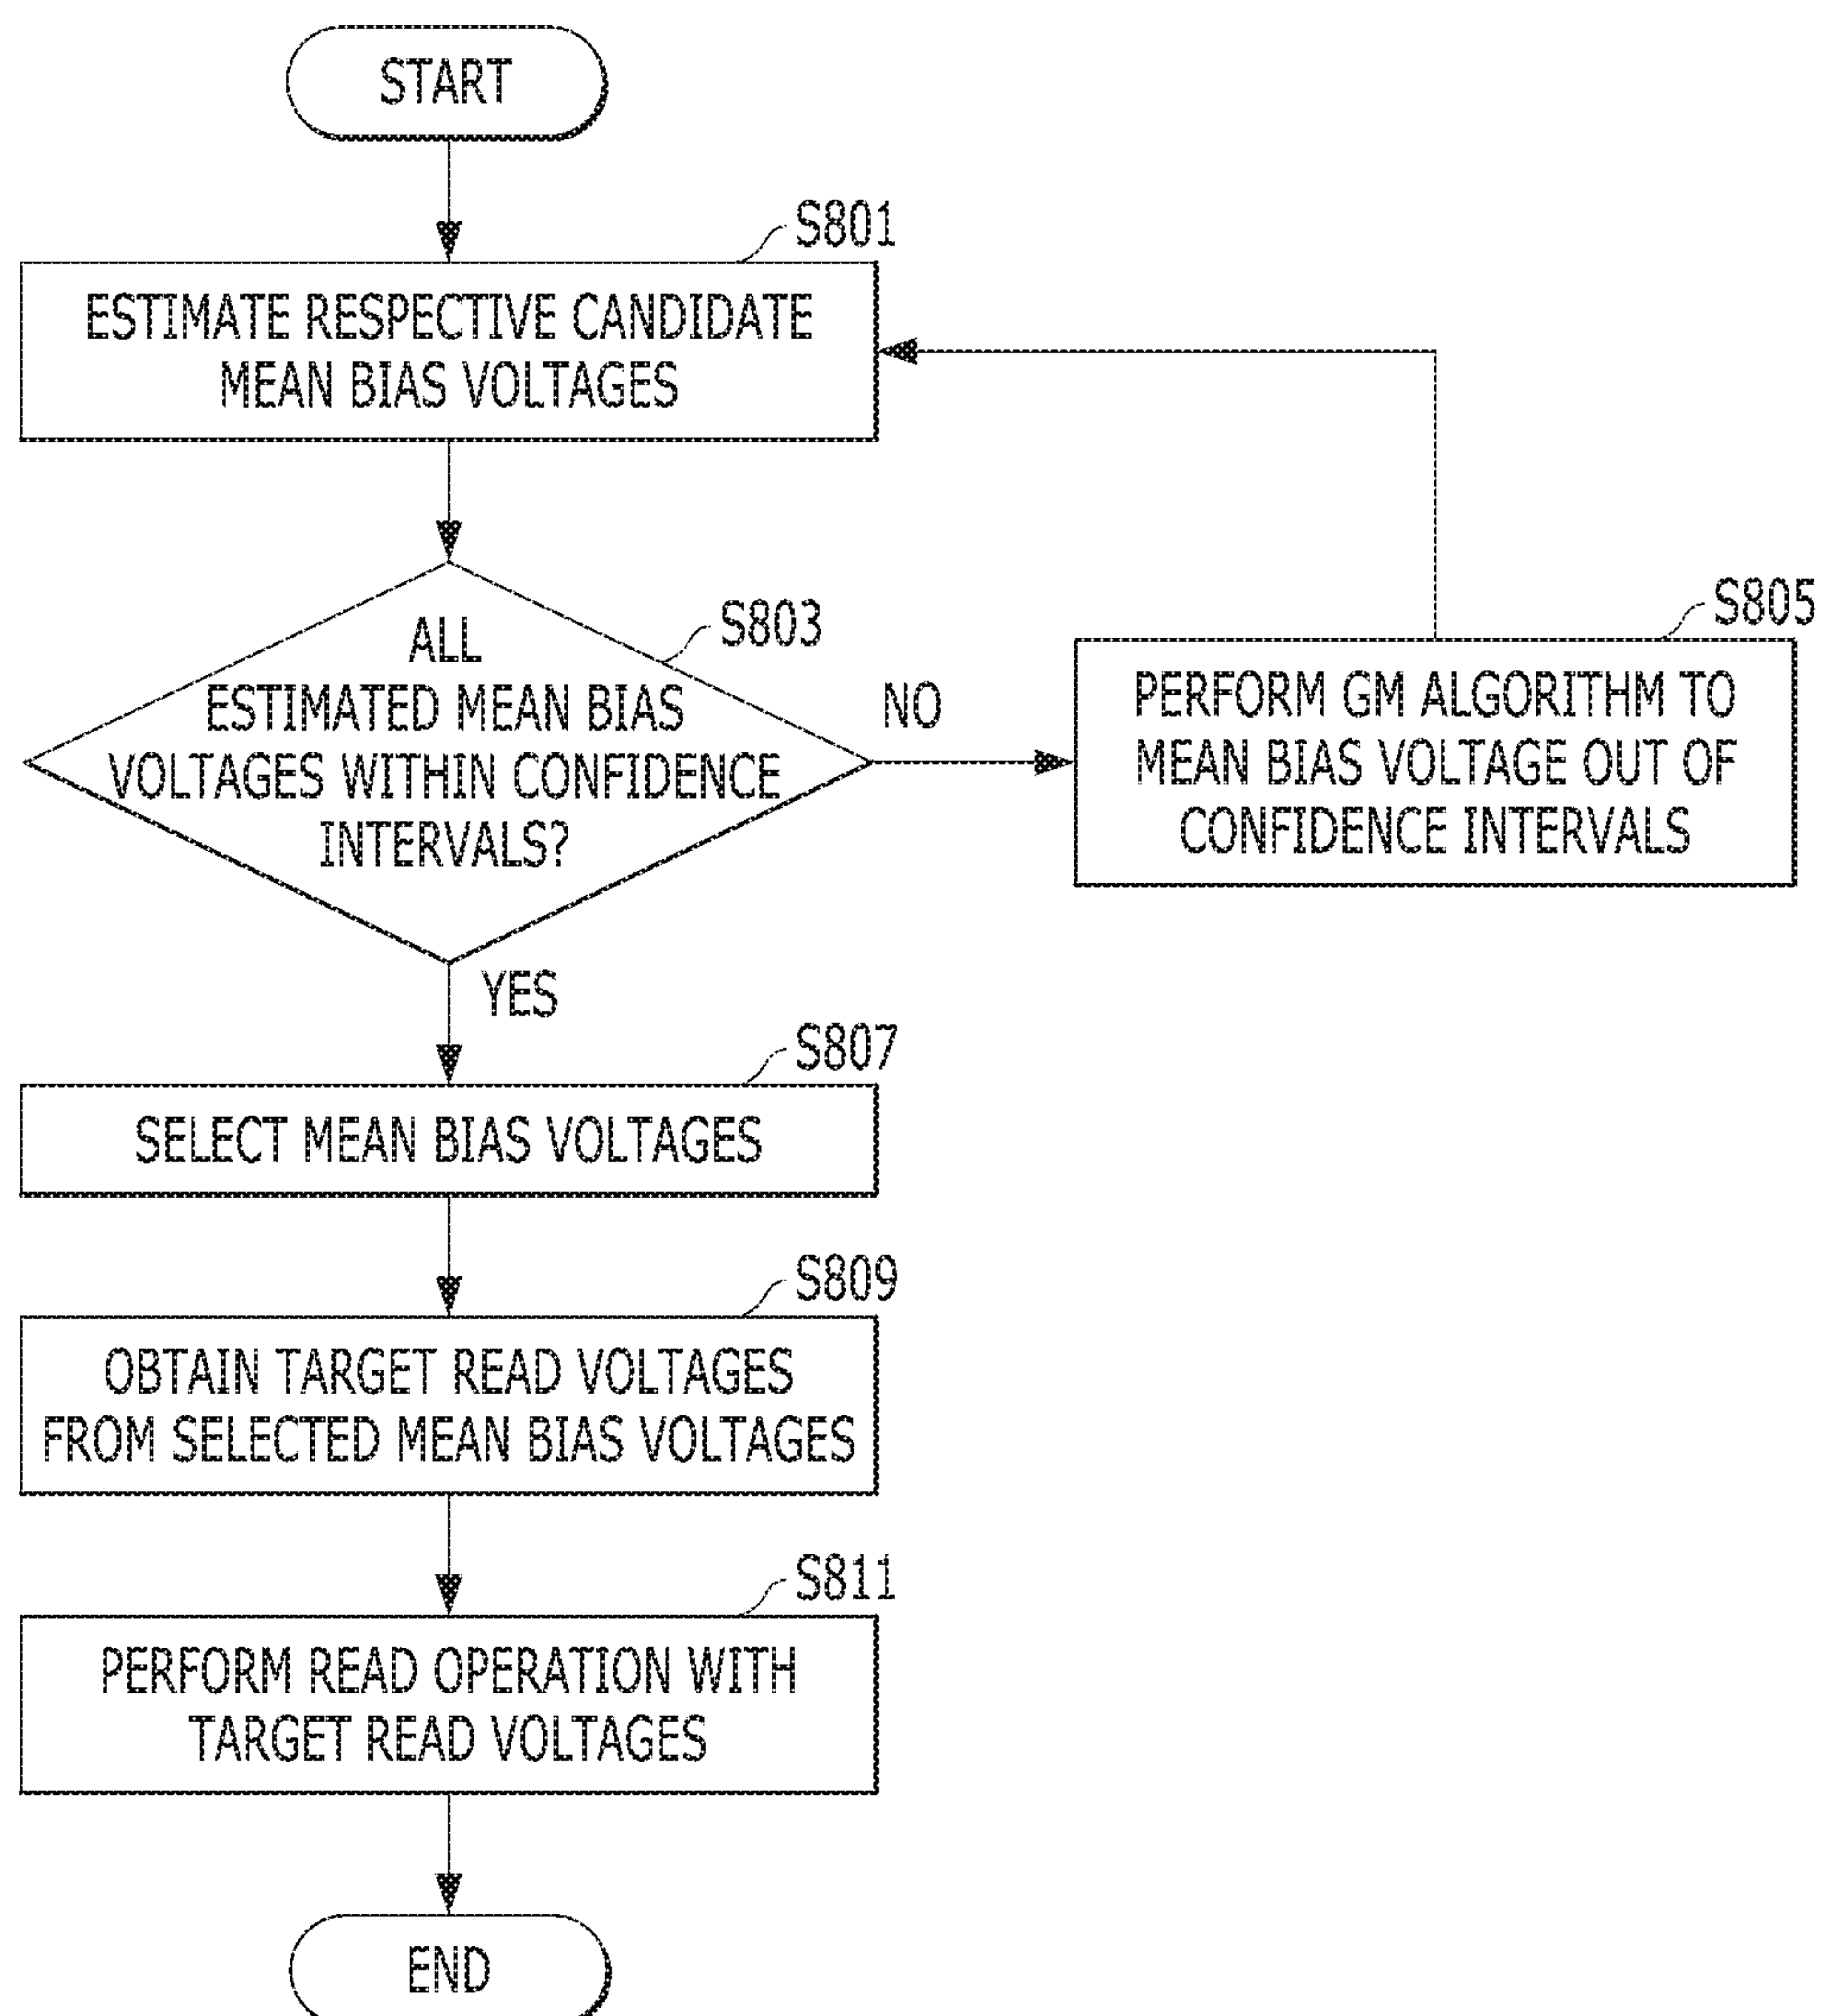 START
S801
ESTIMATE RESPECTIVE CANDIDATE
MEAN BIAS VOLTAGES
S803
ALL
ESTIMATED MEAN BIAS
VOLTAGES WITHIN CONFIDENCE
INTERVALS?
NO
S805
PERFORM GM ALGORITHM TO
MEAN BIAS VOLTAGE OUT OF
CONFIDENCE INTERVALS
YES
S807
SELECT MEAN BIAS VOLTAGES
S809
OBTAIN TARGET READ VOLTAGES
FROM SELECTED MEAN BIAS VOLTAGES
S811
PERFORM READ OPERATION WITH
TARGET READ VOLTAGES
END